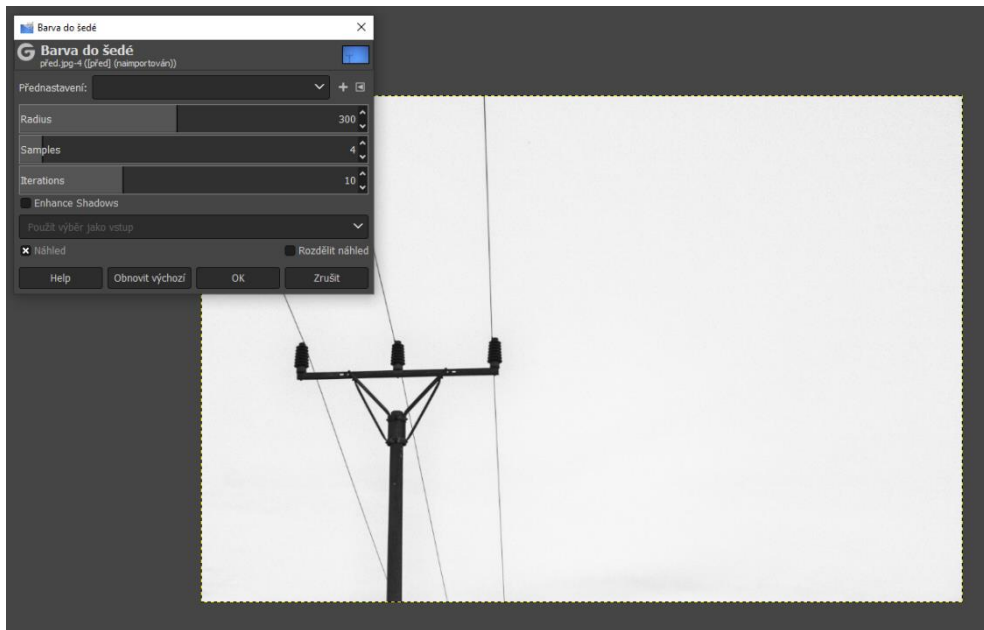 Barva do šedé
G Barva do šedé
před.jpg-4 ([před] (naimportován))
Přednastavení:
Radius 300
Samples 4
Iterations 10
Enhance Shadows
Použít výběr jako vstup
Náhled Rozdělit náhled
Help Obnovit výchozí OK Zrušit